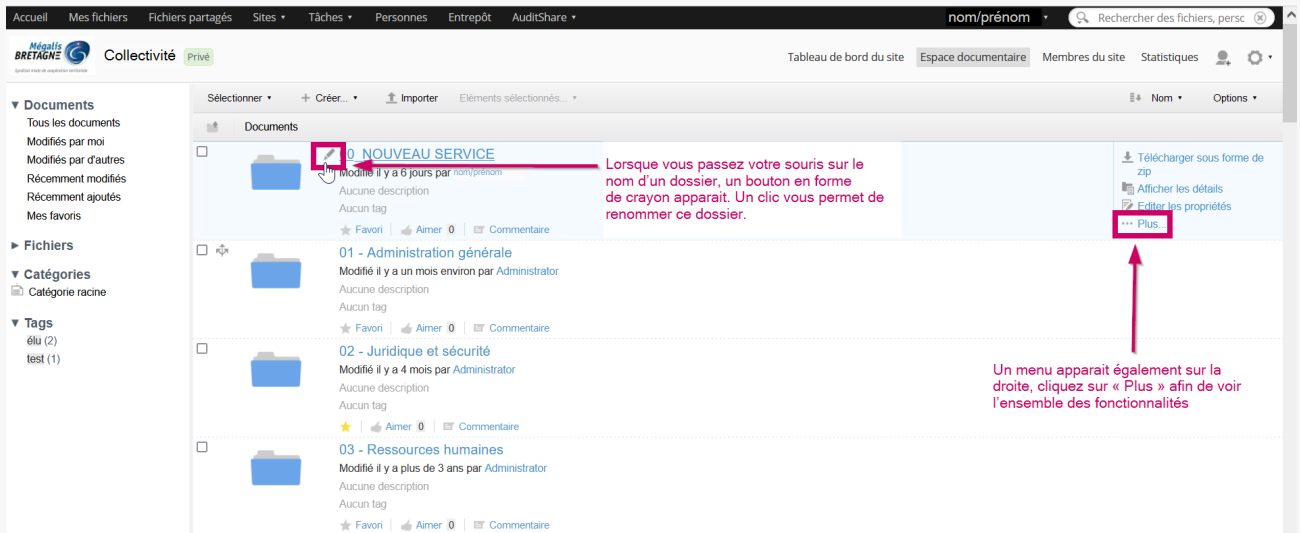 Accueil Mes fichiers Fichiers partagés Sites Tâches Personnes Entrepôt AuditShare nom/prénom Rechercher des fichiers, persc
Mégalis BRETAGNE Collectivité Privé Tableau de bord du site Espace documentaire Membres du site Statistiques
Sélectionner + Créer... Importer Eléments sélectionnés... Nom Options
Documents
Tous les documents
Modifiés par moi
Modifiés par d'autres
Récemment modifiés
Récemment ajoutés
Mes favoris
Fichiers
Catégories
Catégorie racine
Tags
élu (2)
test (1)
Documents
0_NOUVEAU SERVICE
Modifié il y a 6 jours par nom/prénom
Aucune description
Aucun tag
Favori Aimer 0 Commentaire
Lorsque vous passez votre souris sur le
nom d'un dossier, un bouton en forme
de crayon apparait. Un clic vous permet de
renommer ce dossier.
Télécharger sous forme de
zip
Afficher les détails
Editer les propriétés
Plus...
01 - Administration générale
Modifié il y a un mois environ par Administrator
Aucune description
Aucun tag
Favori Aimer 0 Commentaire
02 - Juridique et sécurité
Modifié il y a 4 mois par Administrator
Aucune description
Aucun tag
Aimer 0 Commentaire
Un menu apparait également sur la
droite, cliquez sur « Plus » afin de voir
l'ensemble des fonctionnalités
03 - Ressources humaines
Modifié il y a plus de 3 ans par Administrator
Aucune description
Aucun tag
Favori Aimer 0 Commentaire